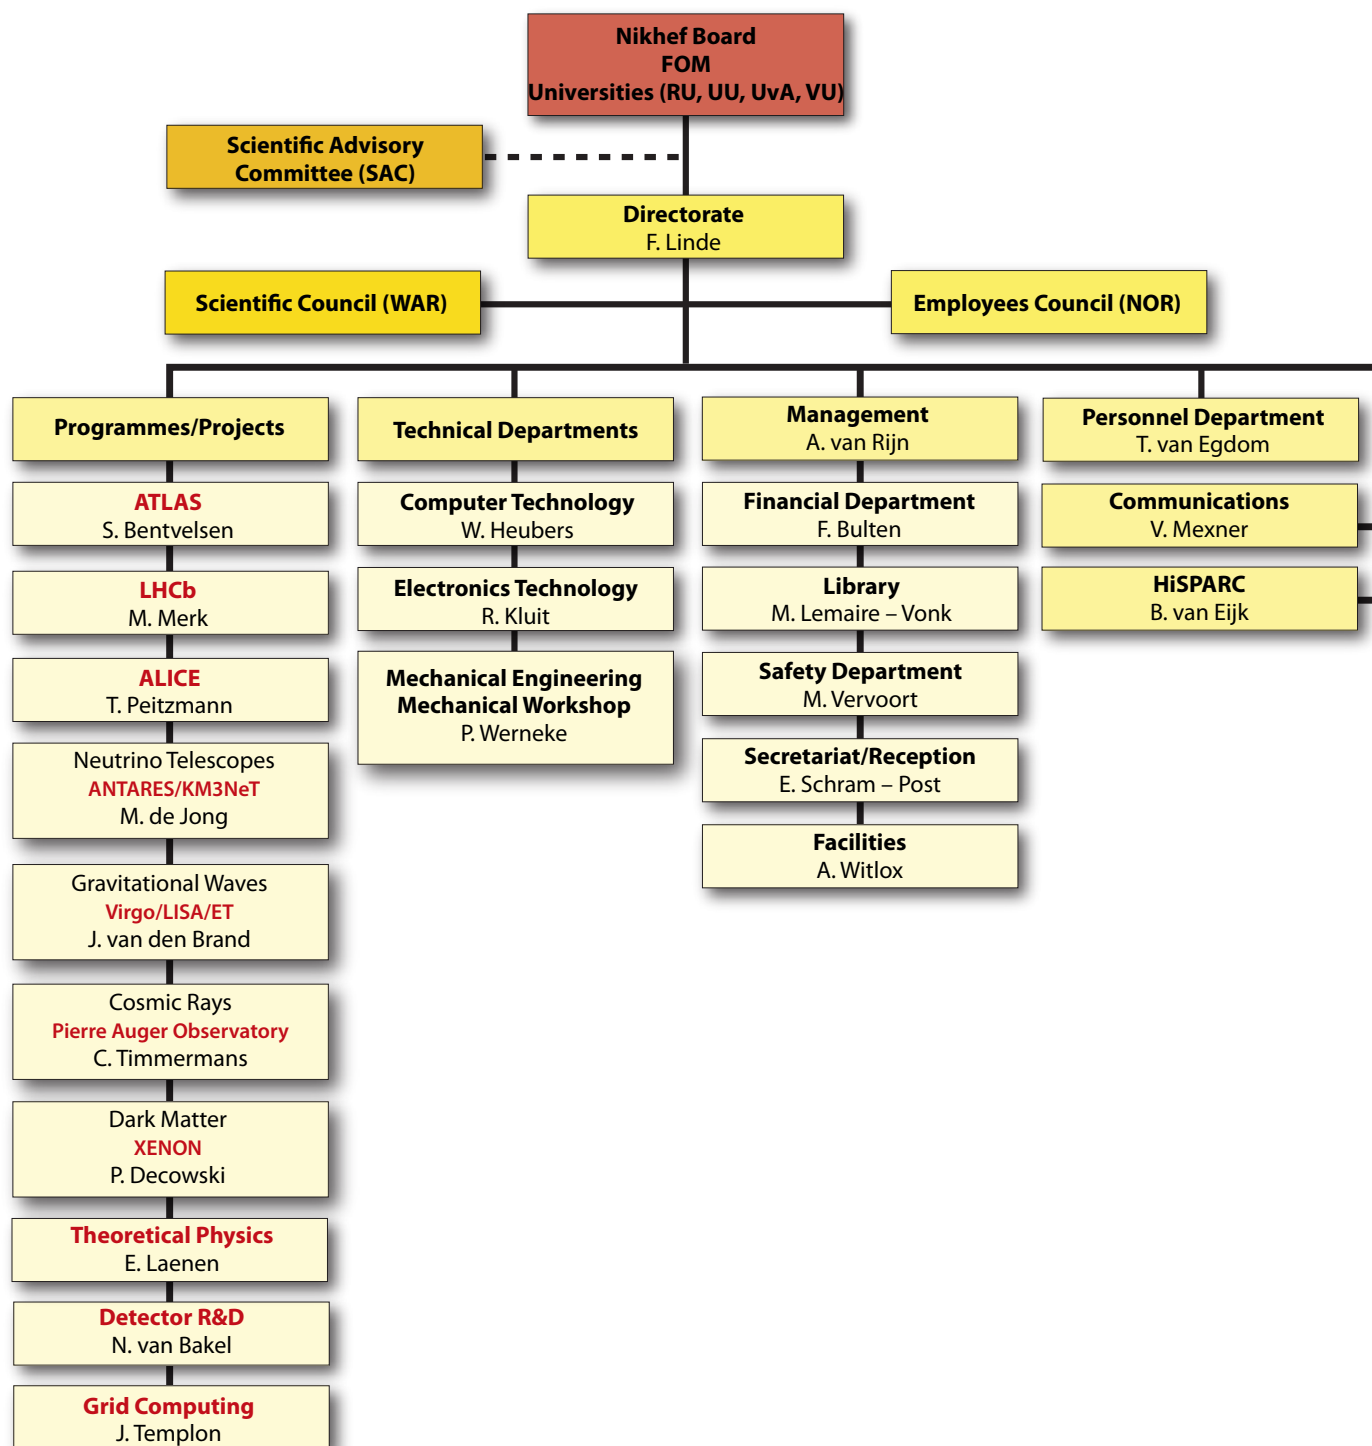 Nikhef Board
FOM
Universities (RU, UU, UvA, VU)
Scientific Advisory
Committee (SAC)
Directorate
F. Linde
Scientific Council (WAR)
Employees Council (NOR)
Programmes/Projects
ATLAS
S. Bentvelsen
LHCb
M. Merk
ALICE
T. Peitzmann
Neutrino Telescopes
ANTARES/KM3NeT
M. de Jong
Gravitational Waves
Virgo/LISA/ET
J. van den Brand
Cosmic Rays
Pierre Auger Observatory
C. Timmermans
Dark Matter
XENON
P. Decowski
Theoretical Physics
E. Laenen
Detector R&D
N. van Bakel
Grid Computing
J. Templon
Technical Departments
Computer Technology
W. Heubers
Electronics Technology
R. Kluit
Mechanical Engineering
Mechanical Workshop
P. Werneke
Management
A. van Rijn
Financial Department
F. Bulten
Library
M. Lemaire – Vonk
Safety Department
M. Vervoort
Secretariat/Reception
E. Schram – Post
Facilities
A. Witlox
Personnel Department
T. van Egdom
Communications
V. Mexner
HiSPARC
B. van Eijk